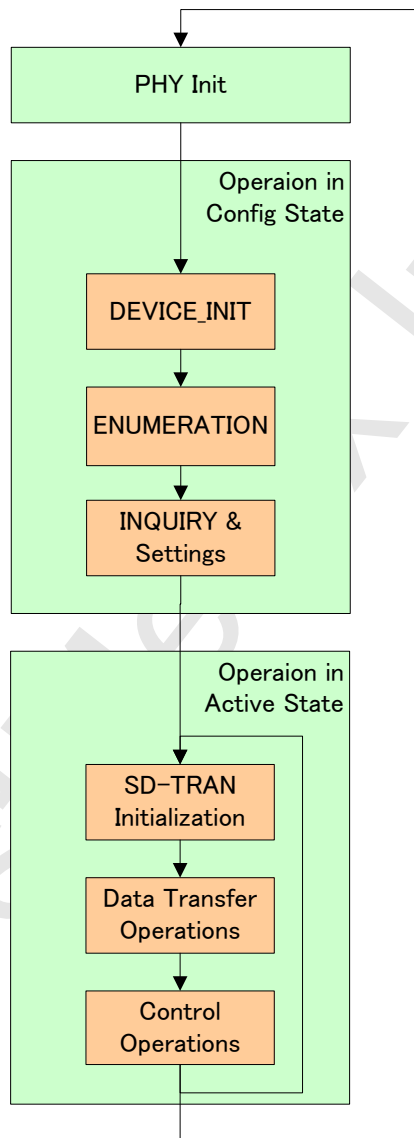 PHY Init
Operaion in
Config State
DEVICE_INIT
ENUMERATION
INQUIRY &
Settings
Operaion in
Active State
SD-TRAN
Initialization
Data Transfer
Operations
Control
Operations